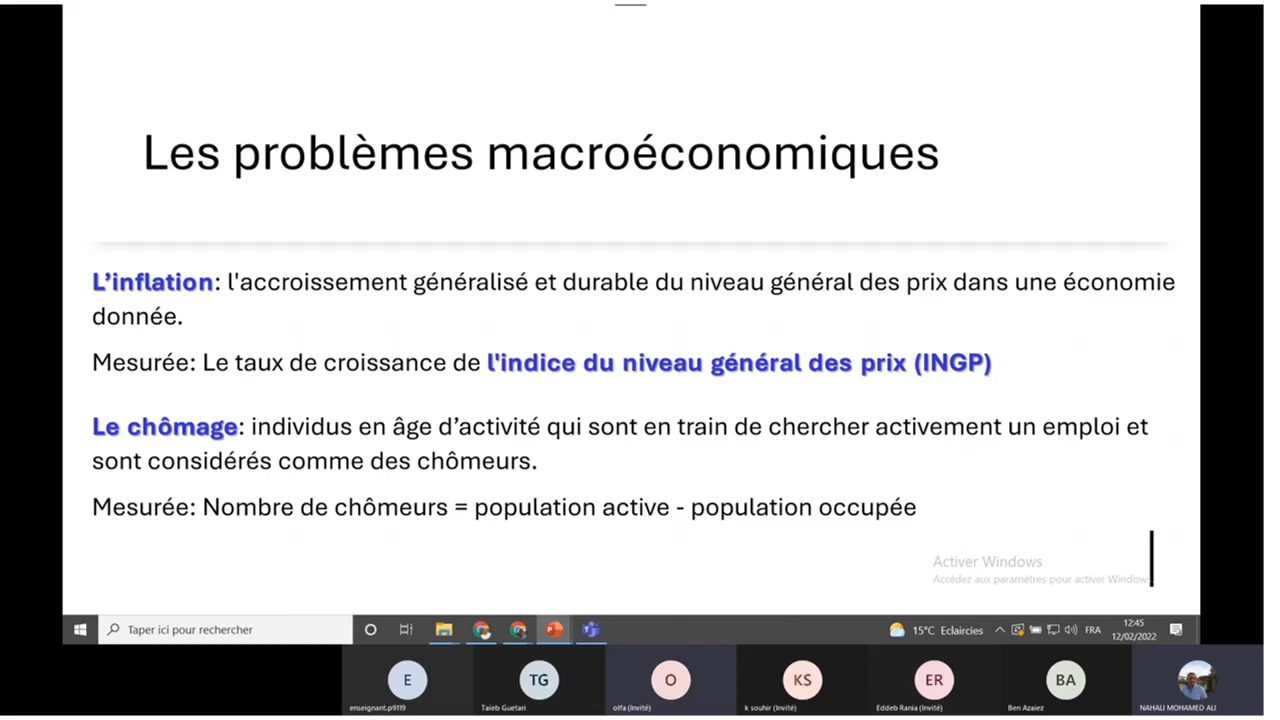 Les problèmes macroéconomiques
L’inflation: l'accroissement généralisé et durable du niveau général des prix dans une économie
donnée.
Mesurée: Le taux de croissance de l'indice du niveau général des prix (INGP)
Le chômage: individus en âge d’activité qui sont en train de chercher activement un emploi et
sont considérés comme des chômeurs.
Mesurée: Nombre de chômeurs = population active - population occupée
Activer Windows
Accédez aux paramètres pour activer Windows
Taper ici pour rechercher
15°C Eclaircies
FRA
12:45
12/02/2022
E
TG
O
KS
ER
BA
enseignant.p9119
Taieb Guetari
olfa (Invité)
k souhir (Invité)
Eddeb Rania (Invité)
Ben Azaiez
NAHALI MOHAMED ALI